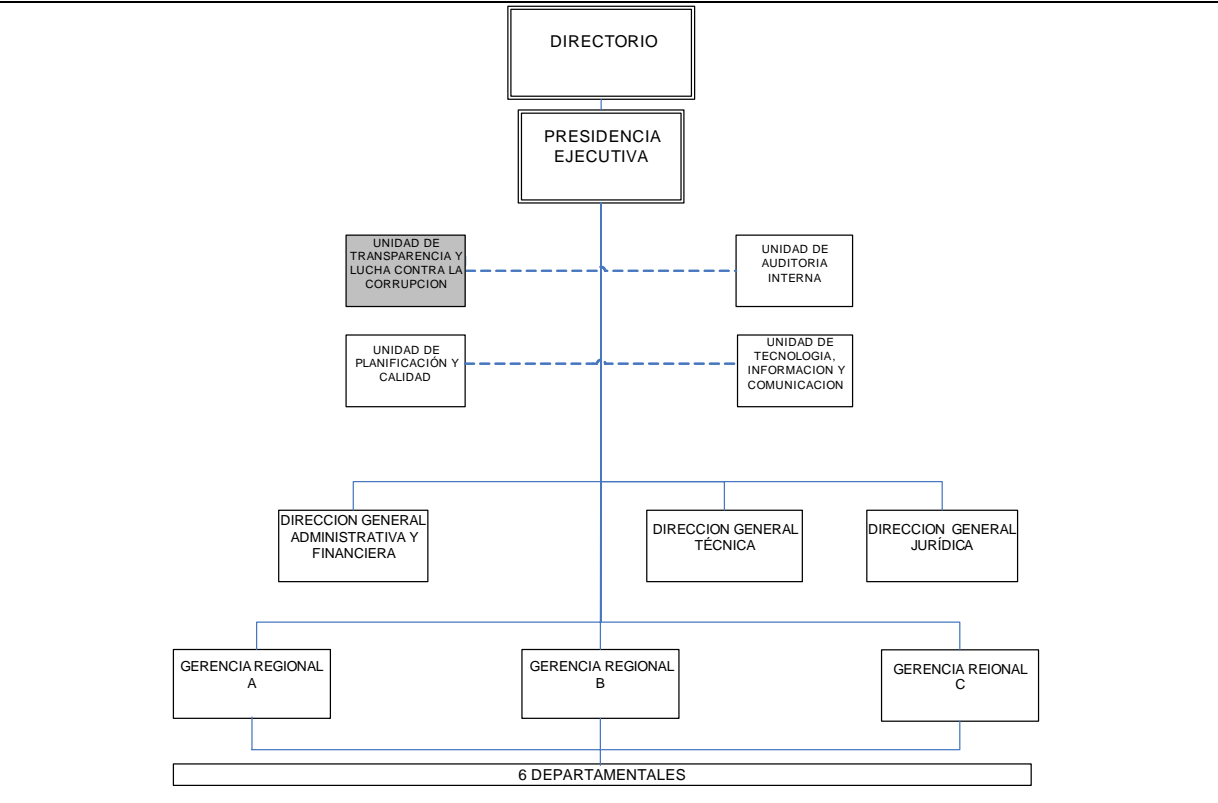 DIRECTORIO
PRESIDENCIA
EJECUTIVA
UNIDAD DE
TRANSPARENCIA Y
LUCHA CONTRA LA
CORRUPCION
UNIDAD DE
AUDITORIA
INTERNA
UNIDAD DE
PLANIFICACIÓN Y
CALIDAD
UNIDAD DE
TECNOLOGIA,
INFORMACION Y
COMUNICACION
DIRECCION GENERAL
ADMINISTRATIVA Y
FINANCIERA
DIRECCION GENERAL
TÉCNICA
DIRECCION GENERAL
JURÍDICA
GERENCIA REGIONAL
A
GERENCIA REGIONAL
B
GERENCIA REIONAL
C
6 DEPARTAMENTALES